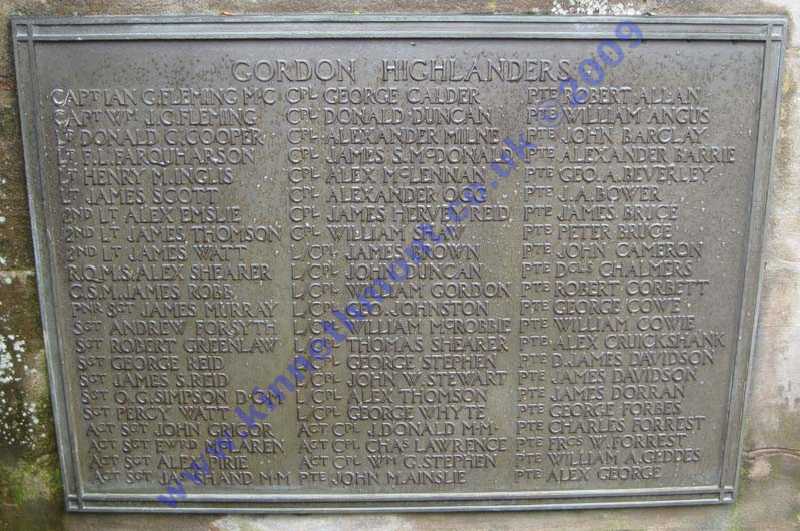 GORDON HIGHLANDERS
CAPT IAN C. FLEMING M.C
CAPT WM J.G. FLEMING
LT DONALD G. COOPER
LT F.L. FARQUHARSON
LT HENRY M. INGLIS
LT JAMES SCOTT
2ND LT ALEX EMSLIE
2ND LT JAMES THOMSON
2ND LT JAMES WATT
R.Q.M.S. ALEX SHEARER
C.S.M. JAMES ROBB
PNR SGT JAMES MURRAY
SGT ANDREW FORSYTH
SGT ROBERT GREENLAW
SGT GEORGE REID
SGT JAMES S. REID
SGT O.G. SIMPSON D.C.M
SGT PERCY WATT
ACT SGT JOHN GRIGOR
ACT SGT EWRD MCLAREN
ACT SGT ALEX PIRIE
ACT SGT JAS SHAND M.M
CPL GEORGE CALDER
CPL DONALD DUNCAN
CPL ALEXANDER MILNE
CPL JAMES S. MCDONALD
CPL ALEX MCLENNAN
CPL ALEXANDER OGG
CPL JAMES HERVEY REID
CPL WILLIAM SHAW
L/CPL JAMES BROWN
L/CPL JOHN DUNCAN
L/CPL WILLIAM GORDON
L/CPL GEO. JOHNSTON
L/CPL WILLIAM MCROBBIE
L/CPL THOMAS SHEARER
L/CPL GEORGE STEPHEN
L/CPL JOHN W. STEWART
L/CPL ALEX THOMSON
L/CPL GEORGE WHYTE
ACT CPL J. DONALD M.M.
ACT CPL CHAS LAWRENCE
ACT CPL WM G. STEPHEN
PTE JOHN M. AINSLIE
PTE ROBERT ALLAN
PTE WILLIAM ANGUS
PTE JOHN BARCLAY
PTE ALEXANDER BARRIE
PTE GEO. A. BEVERLEY
PTE J.A. BOWER
PTE JAMES BRUCE
PTE PETER BRUCE
PTE JOHN CAMERON
PTE DGLS CHALMERS
PTE ROBERT CORBETT
PTE GEORGE COWE
PTE WILLIAM COWIE
PTE ALEX CRUICKSHANK
PTE D. JAMES DAVIDSON
PTE JAMES DAVIDSON
PTE JAMES DORRAN
PTE GEORGE FORBES
PTE CHARLES FORREST
PTE FRCS W. FORREST
PTE WILLIAM A. GEDDES
PTE ALEX GEORGE
www.kinnethmont.co.uk © 2009